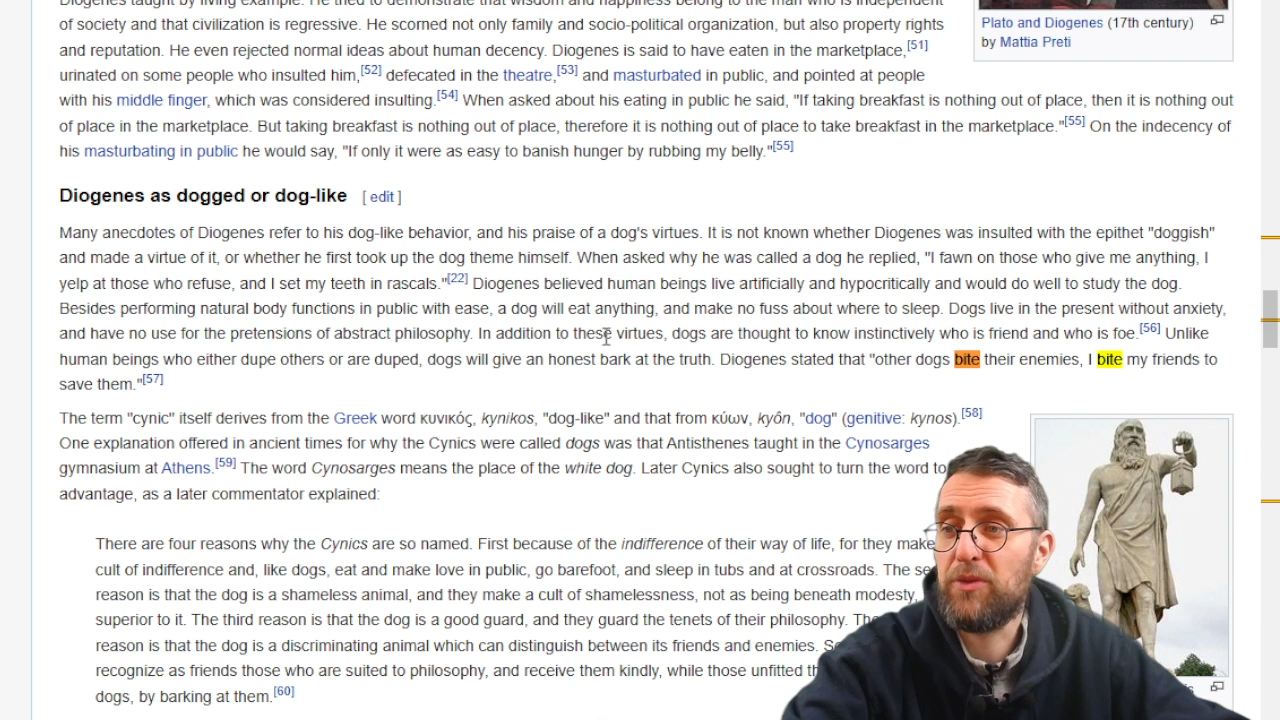 Diogenes taught by living example. He tried to demonstrate that wisdom and happiness belong to the man who is independent
of society and that civilization is regressive. He scorned not only family and socio-political organization, but also property rights
and reputation. He even rejected normal ideas about human decency. Diogenes is said to have eaten in the marketplace,[51]
urinated on some people who insulted him,[52] defecated in the theatre,[53] and masturbated in public, and pointed at people
with his middle finger, which was considered insulting.[54] When asked about his eating in public he said, "If taking breakfast is nothing out of place, then it is nothing out
of place in the marketplace. But taking breakfast is nothing out of place, therefore it is nothing out of place to take breakfast in the marketplace."[55] On the indecency of
his masturbating in public he would say, "If only it were as easy to banish hunger by rubbing my belly."[55]
Plato and Diogenes (17th century)
by Mattia Preti
Diogenes as dogged or dog-like [ edit ]
Many anecdotes of Diogenes refer to his dog-like behavior, and his praise of a dog's virtues. It is not known whether Diogenes was insulted with the epithet "doggish"
and made a virtue of it, or whether he first took up the dog theme himself. When asked why he was called a dog he replied, "I fawn on those who give me anything, I
yelp at those who refuse, and I set my teeth in rascals."[22] Diogenes believed human beings live artificially and hypocritically and would do well to study the dog.
Besides performing natural body functions in public with ease, a dog will eat anything, and make no fuss about where to sleep. Dogs live in the present without anxiety,
and have no use for the pretensions of abstract philosophy. In addition to these virtues, dogs are thought to know instinctively who is friend and who is foe.[56] Unlike
human beings who either dupe others or are duped, dogs will give an honest bark at the truth. Diogenes stated that "other dogs bite their enemies, I bite my friends to
save them."[57]
The term "cynic" itself derives from the Greek word κυνικός, kynikos, "dog-like" and that from κύων, kyôn, "dog" (genitive: kynos).[58]
One explanation offered in ancient times for why the Cynics were called dogs was that Antisthenes taught in the Cynosarges
gymnasium at Athens.[59] The word Cynosarges means the place of the white dog. Later Cynics also sought to turn the word to
advantage, as a later commentator explained:
There are four reasons why the Cynics are so named. First because of the indifference of their way of life, for they make
cult of indifference and, like dogs, eat and make love in public, go barefoot, and sleep in tubs and at crossroads. The
reason is that the dog is a shameless animal, and they make a cult of shamelessness, not as being beneath modesty,
superior to it. The third reason is that the dog is a good guard, and they guard the tenets of their philosophy.
reason is that the dog is a discriminating animal which can distinguish between its friends and enemies.
recognize as friends those who are suited to philosophy, and receive them kindly, while those unfitted
dogs, by barking at them.[60]